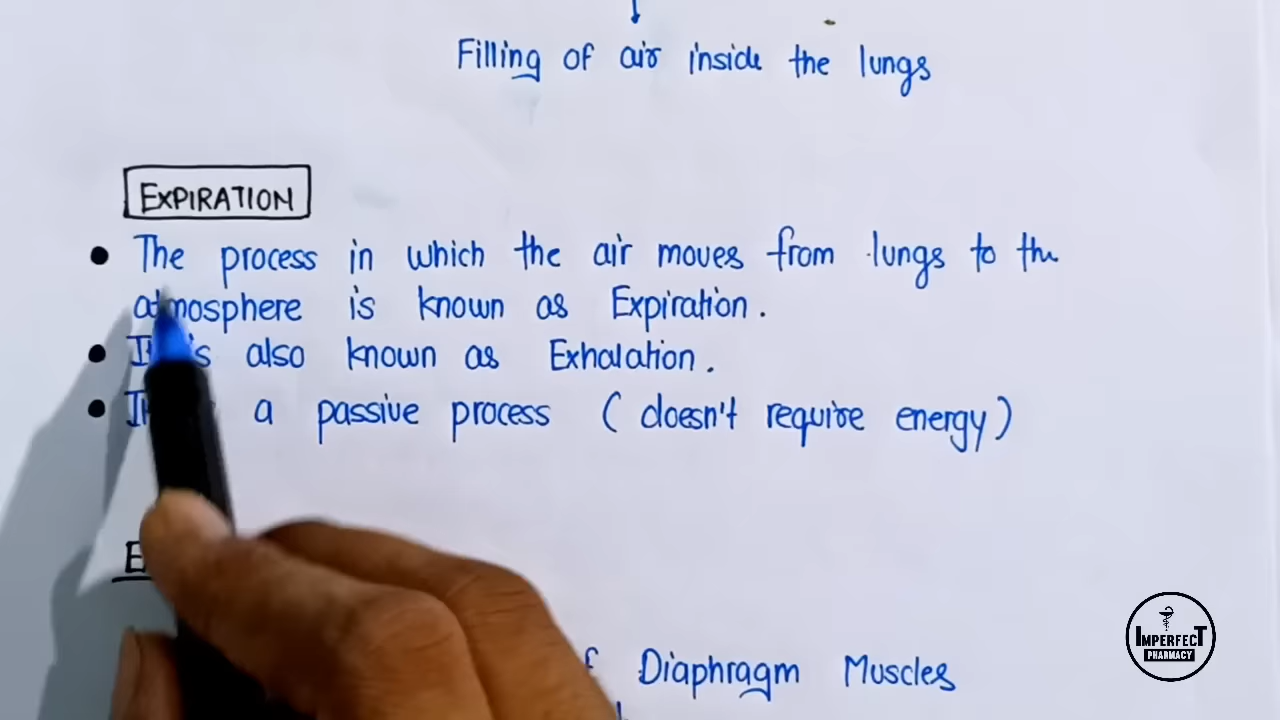 Filling of air inside the lungs
EXPIRATION
The process in which the air moves from lungs to the
atmosphere is known as Expiration.
also known as Exhalation.
a passive process (doesn't require energy)
Diaphragm Muscles
IMPERFECT
PHARMACY